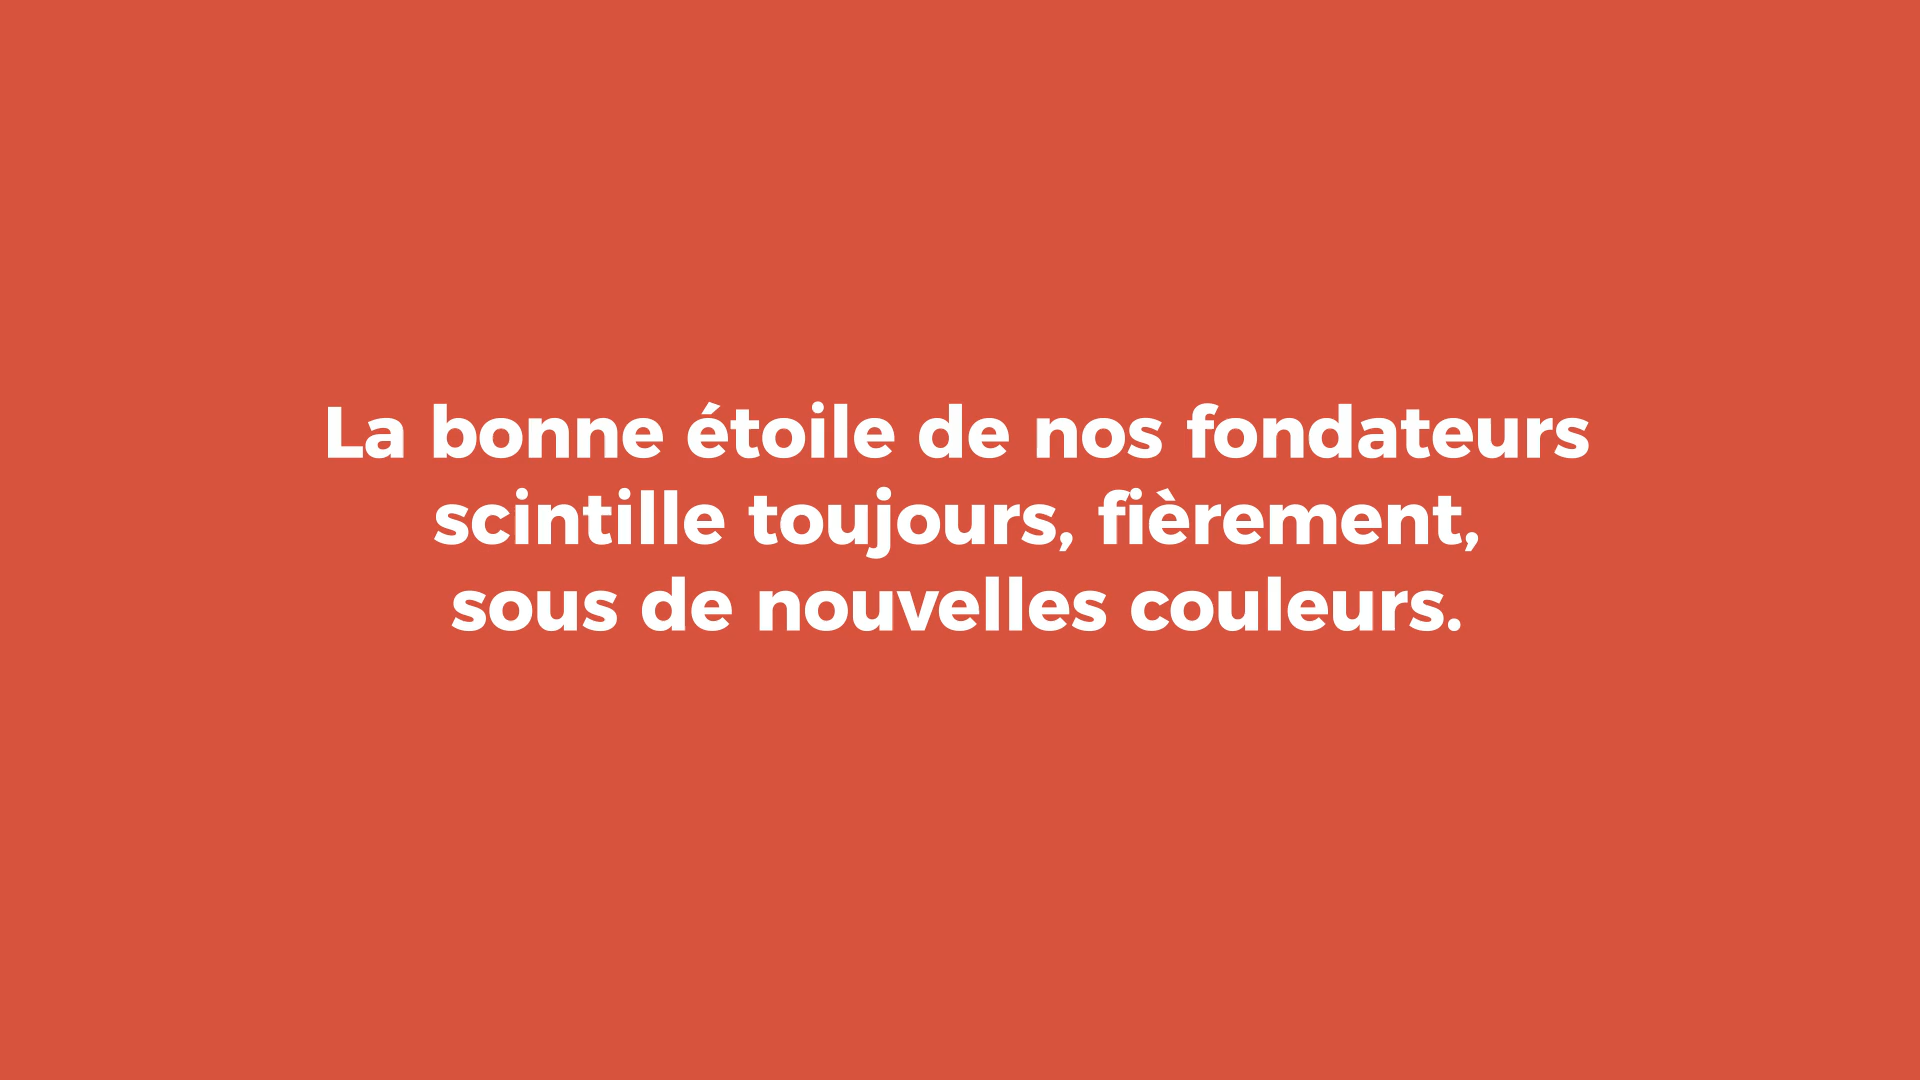 La bonne étoile de nos fondateurs
scintille toujours, fièrement,
sous de nouvelles couleurs.